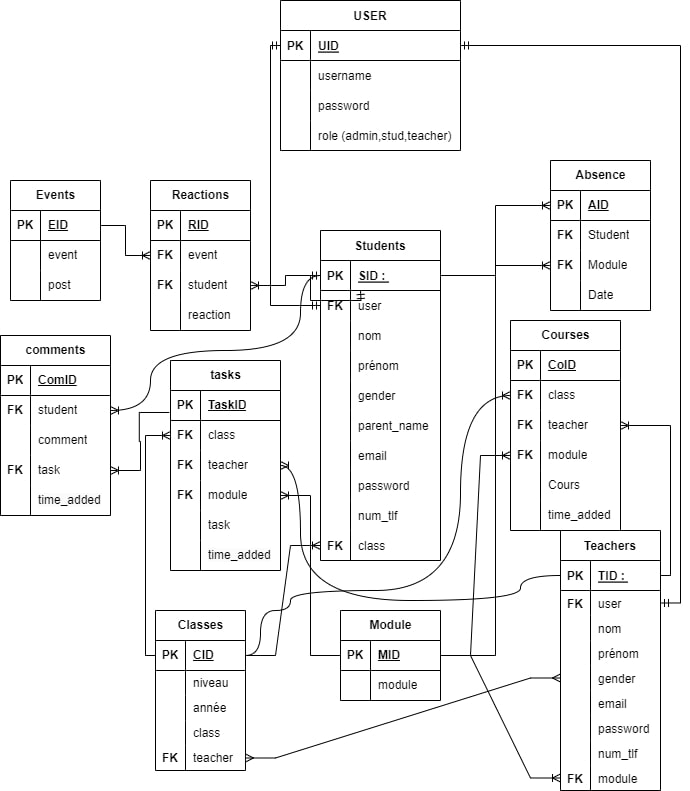 USER
PK UID
username
password
role (admin,stud,teacher)
Events
PK EID
event
post
Reactions
PK RID
FK event
FK student
reaction
Absence
PK AID
FK Student
FK Module
Date
Students
PK SID :
FK user
nom
prénom
gender
parent_name
email
password
num_tlf
FK class
comments
PK ComID
FK student
comment
FK task
time_added
tasks
PK TaskID
FK class
FK teacher
FK module
task
time_added
Courses
PK CoID
FK class
FK teacher
FK module
Cours
time_added
Teachers
PK TID :
FK user
nom
prénom
gender
email
password
num_tlf
FK module
Classes
PK CID
niveau
année
class
FK teacher
Module
PK MID
module